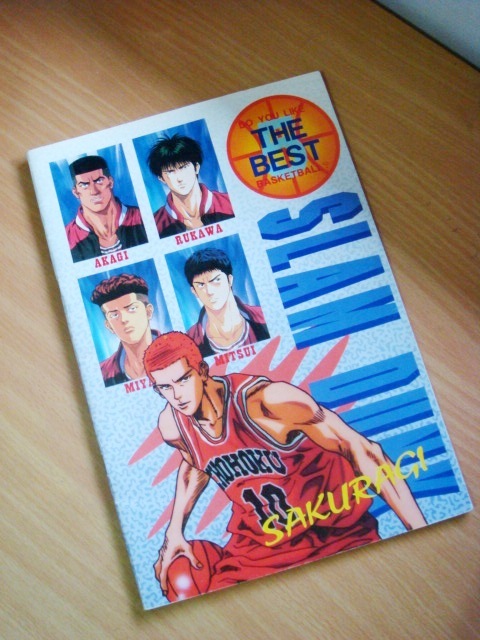 DO YOU LIKE
THE
BEST
BASKETBALL
SLAM DUNK
AKAGI
RUKAWA
MIYA
MITSUI
SHOHOKU
10
SAKURAGI